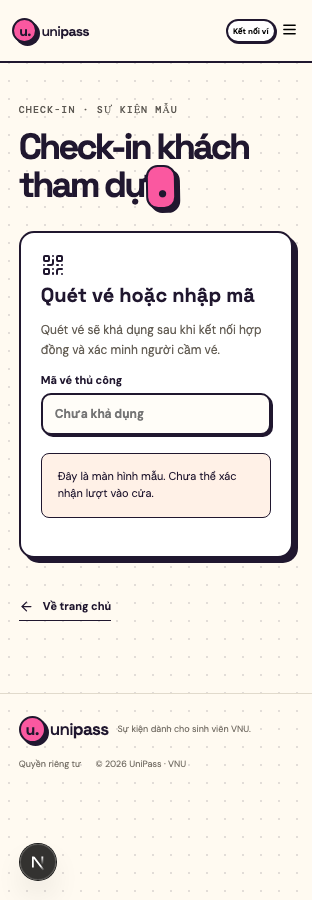 u. unipass
Kết nối ví
CHECK-IN · SỰ KIỆN MẪU
Check-in khách
tham dự.
Quét vé hoặc nhập mã
Quét vé sẽ khả dụng sau khi kết nối hợp
đồng và xác minh người cầm vé.
Mã vé thủ công
Chưa khả dụng
Đây là màn hình mẫu. Chưa thể xác
nhận lượt vào cửa.
← Về trang chủ
u. unipass Sự kiện dành cho sinh viên VNU.
Quyền riêng tư © 2026 UniPass · VNU
N